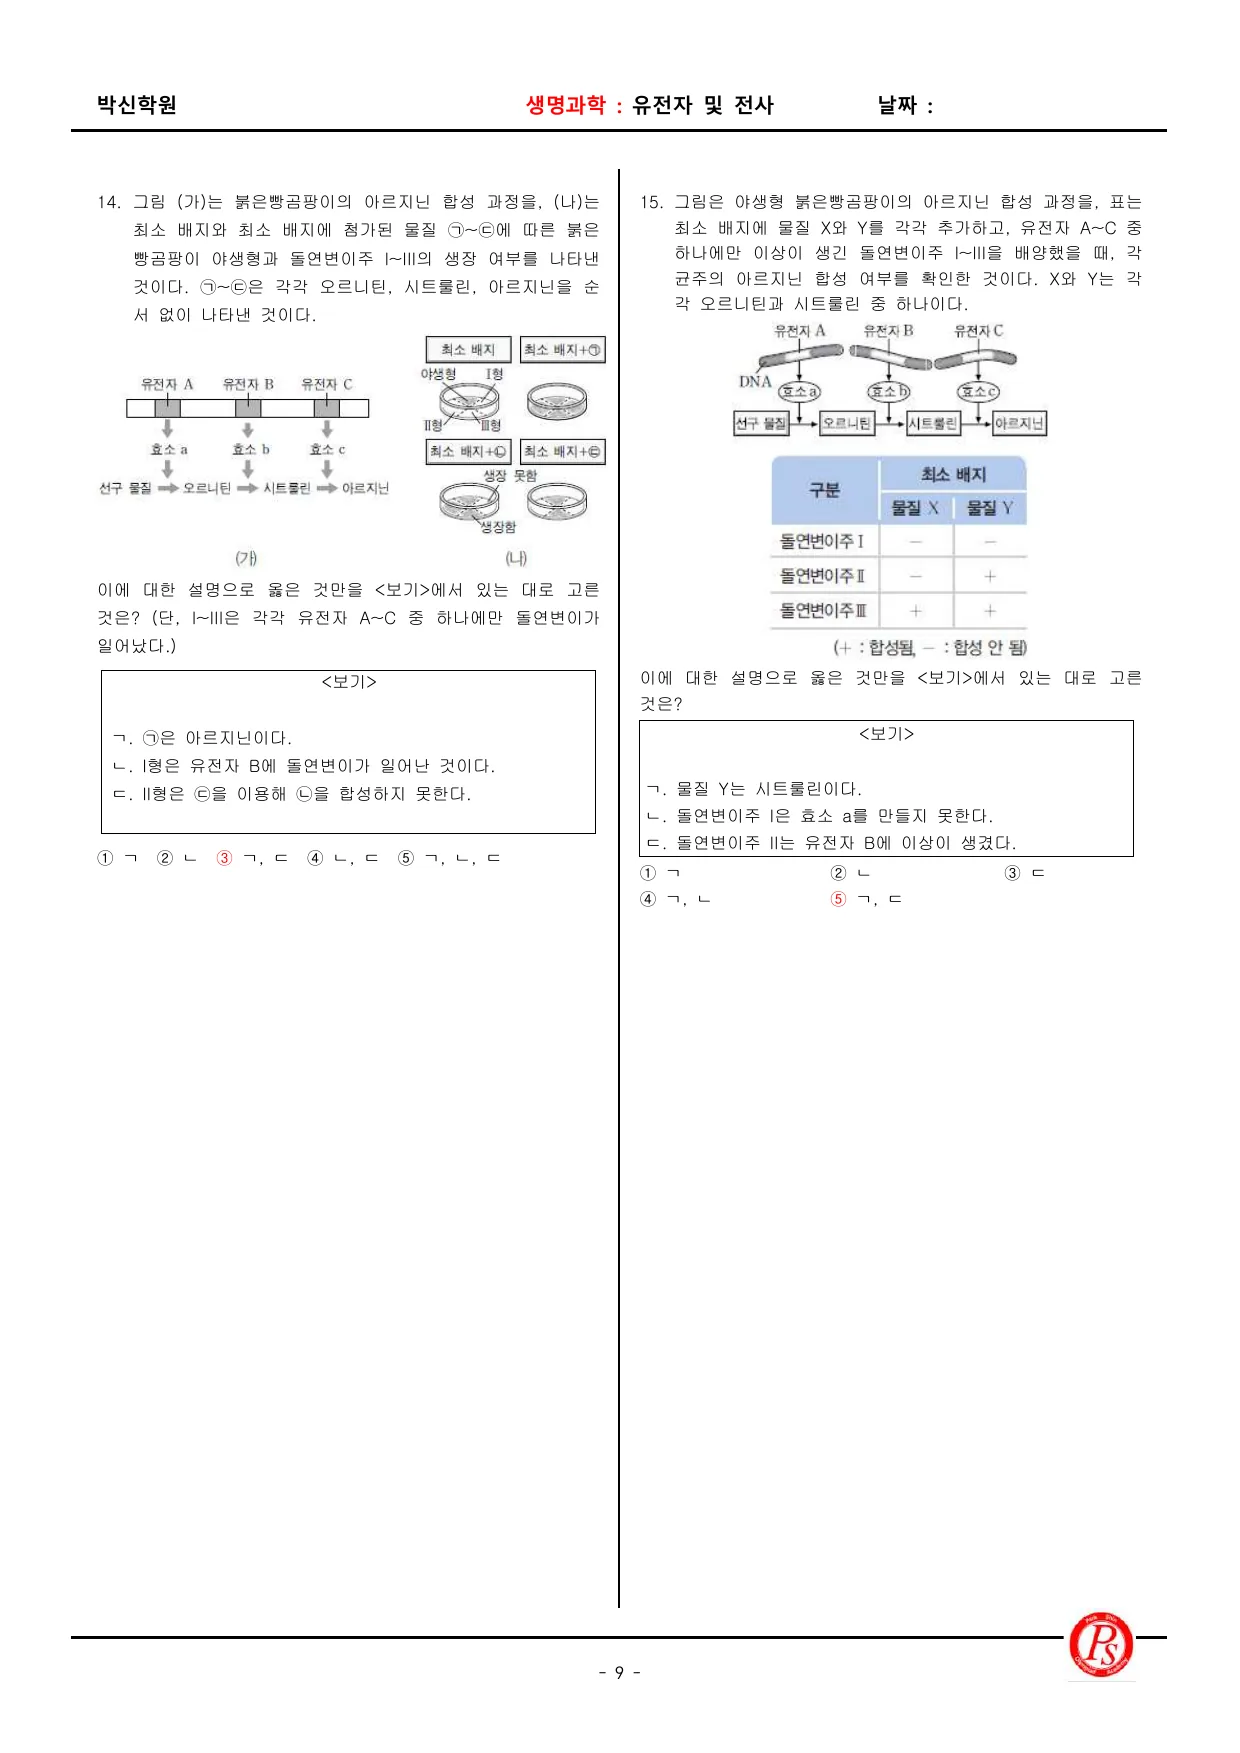 박신학원 생명과학 : 유전자 및 전사 날짜 :
14. 그림 (가)는 붉은빵곰팡이의 아르지닌 합성 과정을, (나)는
최소 배지와 최소 배지에 첨가된 물질 ㉠~㉢에 따른 붉은
빵곰팡이 야생형과 돌연변이주 I~III의 생장 여부를 나타낸
것이다. ㉠~㉢은 각각 오르니틴, 시트룰린, 아르지닌을 순
서 없이 나타낸 것이다.
유전자 A 유전자 B 유전자 C
효소 a 효소 b 효소 c
선구 물질 오르니틴 시트룰린 아르지닌
(가)
최소 배지 최소 배지+㉠
야생형 Ⅰ형
Ⅱ형 Ⅲ형
최소 배지+㉡ 최소 배지+㉢
생장 못함
생장함
(나)
이에 대한 설명으로 옳은 것만을 <보기>에서 있는 대로 고른
것은? (단, I~III은 각각 유전자 A~C 중 하나에만 돌연변이가
일어났다.)
<보기>
ㄱ. ㉠은 아르지닌이다.
ㄴ. I형은 유전자 B에 돌연변이가 일어난 것이다.
ㄷ. II형은 ㉢을 이용해 ㉡을 합성하지 못한다.
① ㄱ ② ㄴ ③ ㄱ, ㄷ ④ ㄴ, ㄷ ⑤ ㄱ, ㄴ, ㄷ
15. 그림은 야생형 붉은빵곰팡이의 아르지닌 합성 과정을, 표는
최소 배지에 물질 X와 Y를 각각 추가하고, 유전자 A~C 중
하나에만 이상이 생긴 돌연변이주 I~III을 배양했을 때, 각
균주의 아르지닌 합성 여부를 확인한 것이다. X와 Y는 각
각 오르니틴과 시트룰린 중 하나이다.
유전자 A 유전자 B 유전자 C
DNA 효소a 효소b 효소c
선구 물질 오르니틴 시트룰린 아르지닌
구분 최소 배지
물질 X 물질 Y
돌연변이주 Ⅰ － －
돌연변이주 Ⅱ － +
돌연변이주 Ⅲ + +
(+ : 합성됨, － : 합성 안 됨)
이에 대한 설명으로 옳은 것만을 <보기>에서 있는 대로 고른
것은?
<보기>
ㄱ. 물질 Y는 시트룰린이다.
ㄴ. 돌연변이주 I은 효소 a를 만들지 못한다.
ㄷ. 돌연변이주 II는 유전자 B에 이상이 생겼다.
① ㄱ ② ㄴ ③ ㄷ
④ ㄱ, ㄴ ⑤ ㄱ, ㄷ
- 9 -
PS